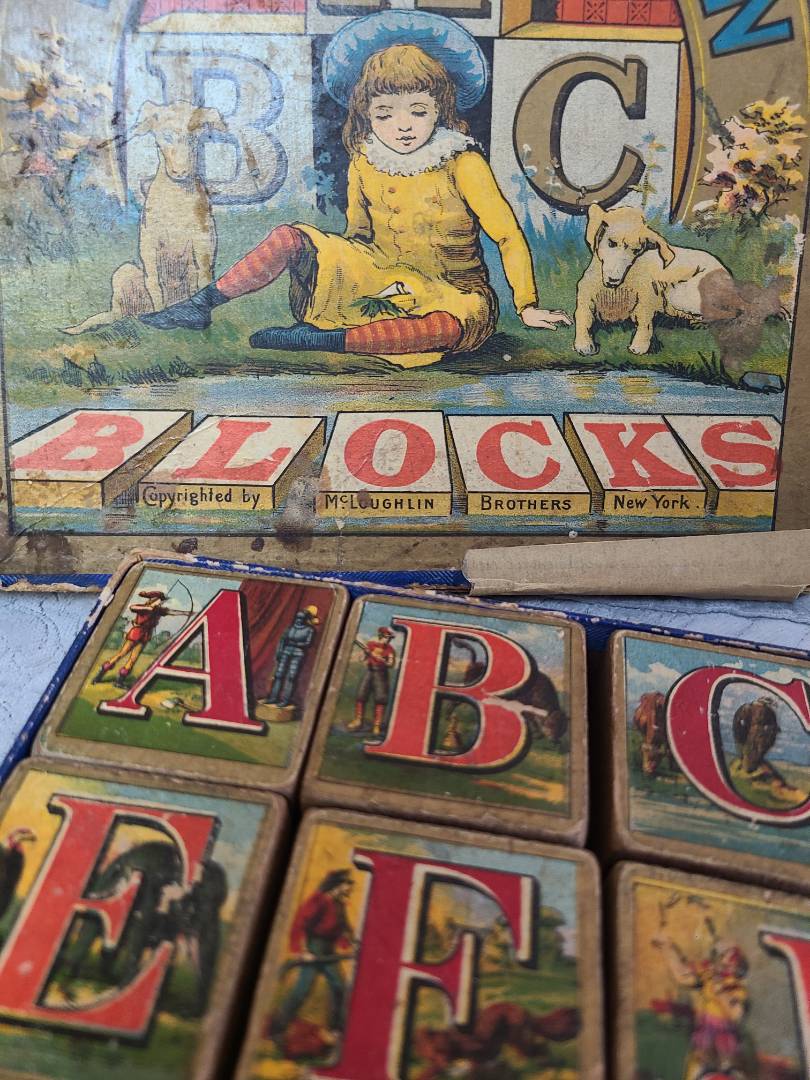 N
B C
BLOCKS
Copyrighted by McLOUGHLIN BROTHERS New York.
A B C
E F